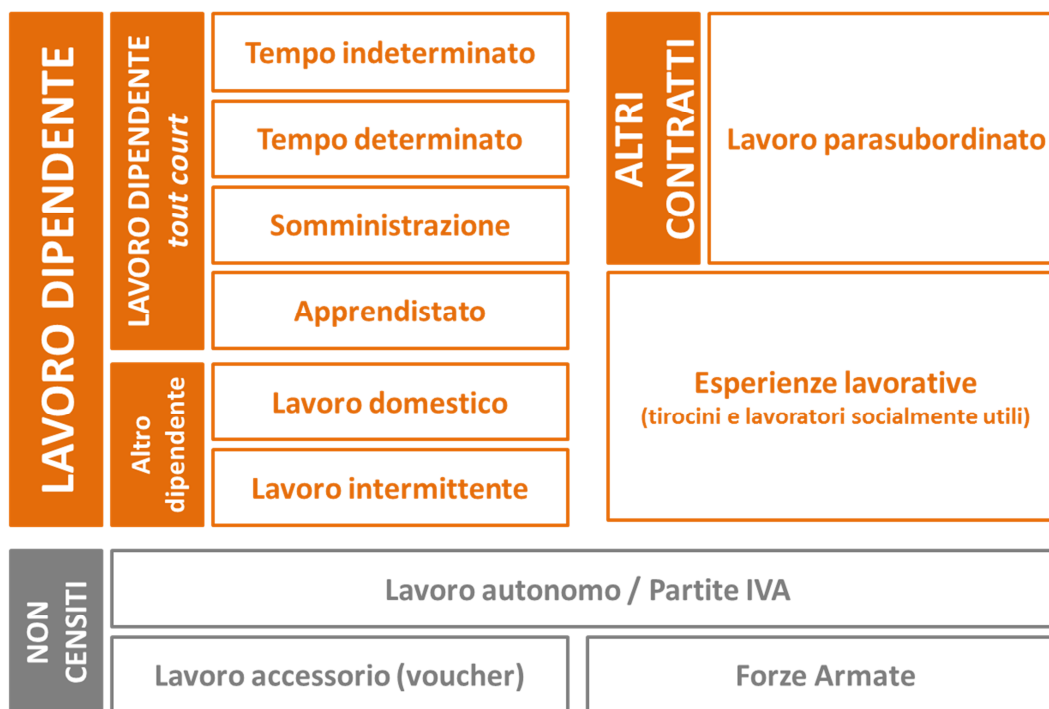 LAVORO DIPENDENTE
LAVORO DIPENDENTE
tout court
Tempo indeterminato
Tempo determinato
Somministrazione
Apprendistato
Altro
dipendente
Lavoro domestico
Lavoro intermittente
ALTRI
CONTRATTI
Lavoro parasubordinato
Esperienze lavorative
(tirocini e lavoratori socialmente utili)
NON
CENSITI
Lavoro autonomo / Partite IVA
Lavoro accessorio (voucher)
Forze Armate